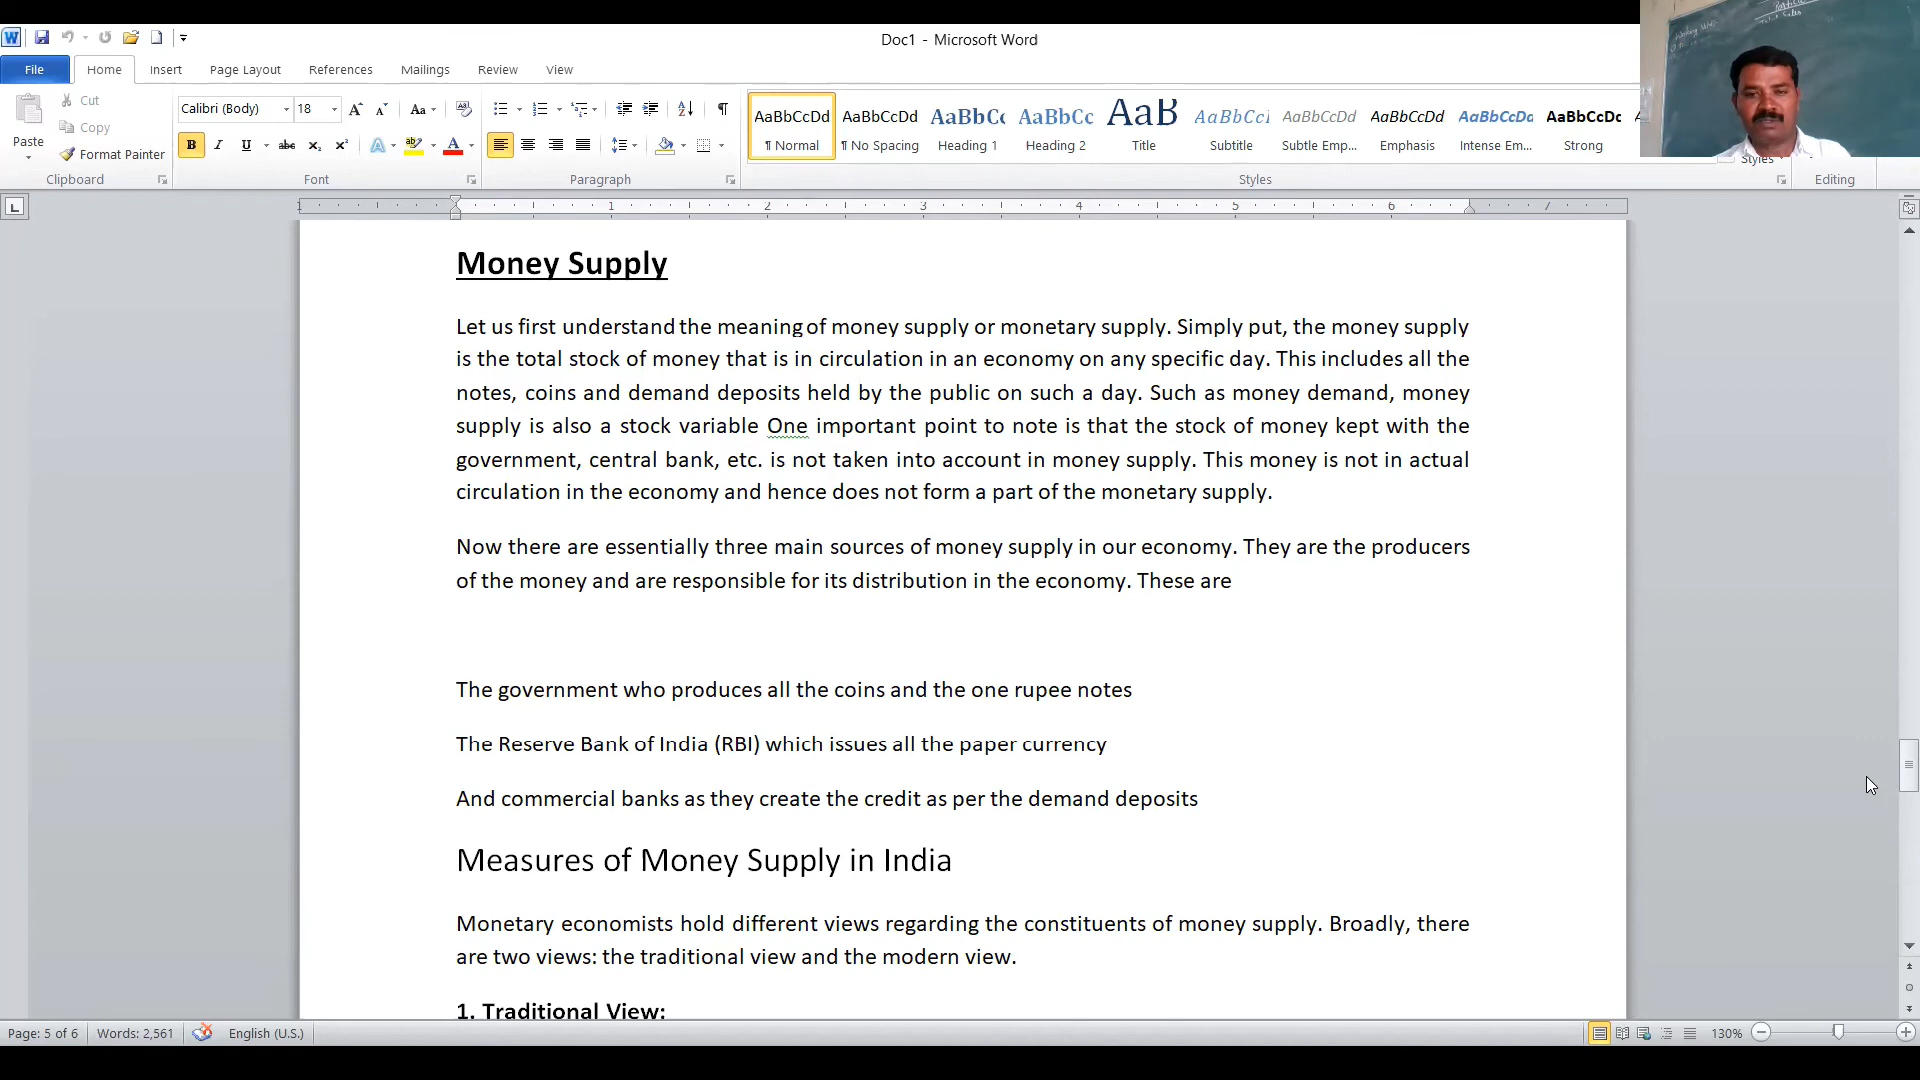 Doc1 - Microsoft Word
File Home Insert Page Layout References Mailings Review View
Paste
Cut
Copy
Format Painter
Clipboard
Calibri (Body) 18
Font
Paragraph
AaBbCcDd AaBbCcDd AaBbCc AaBbCc AaB AaBbCcI AaBbCcDd AaBbCcDd AaBbCcDd AaBbCcDc
¶ Normal ¶ No Spacing Heading 1 Heading 2 Title Subtitle Subtle Emp... Emphasis Intense Em... Strong
Styles
Styles
Editing
1 1 2 3 4 5 6 7
Money Supply
Let us first understand the meaning of money supply or monetary supply. Simply put, the money supply
is the total stock of money that is in circulation in an economy on any specific day. This includes all the
notes, coins and demand deposits held by the public on such a day. Such as money demand, money
supply is also a stock variable One important point to note is that the stock of money kept with the
government, central bank, etc. is not taken into account in money supply. This money is not in actual
circulation in the economy and hence does not form a part of the monetary supply.
Now there are essentially three main sources of money supply in our economy. They are the producers
of the money and are responsible for its distribution in the economy. These are
The government who produces all the coins and the one rupee notes
The Reserve Bank of India (RBI) which issues all the paper currency
And commercial banks as they create the credit as per the demand deposits
Measures of Money Supply in India
Monetary economists hold different views regarding the constituents of money supply. Broadly, there
are two views: the traditional view and the modern view.
1. Traditional View:
Page: 5 of 6 Words: 2,561 English (U.S.) 130%